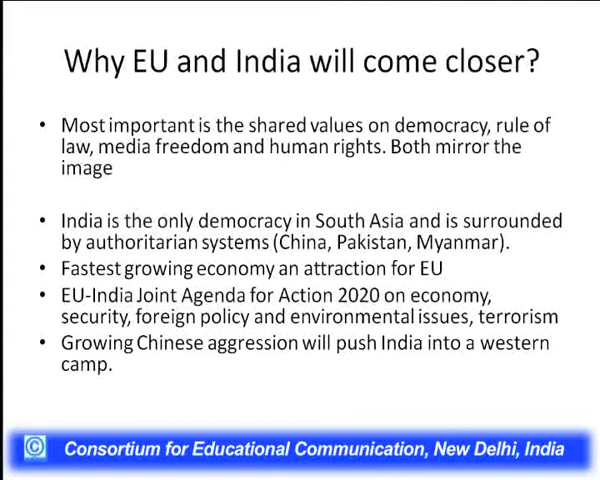 Why EU and India will come closer?
• Most important is the shared values on democracy, rule of
law, media freedom and human rights. Both mirror the
image
• India is the only democracy in South Asia and is surrounded
by authoritarian systems (China, Pakistan, Myanmar).
• Fastest growing economy an attraction for EU
• EU-India Joint Agenda for Action 2020 on economy,
security, foreign policy and environmental issues, terrorism
• Growing Chinese aggression will push India into a western
camp.
© Consortium for Educational Communication, New Delhi, India